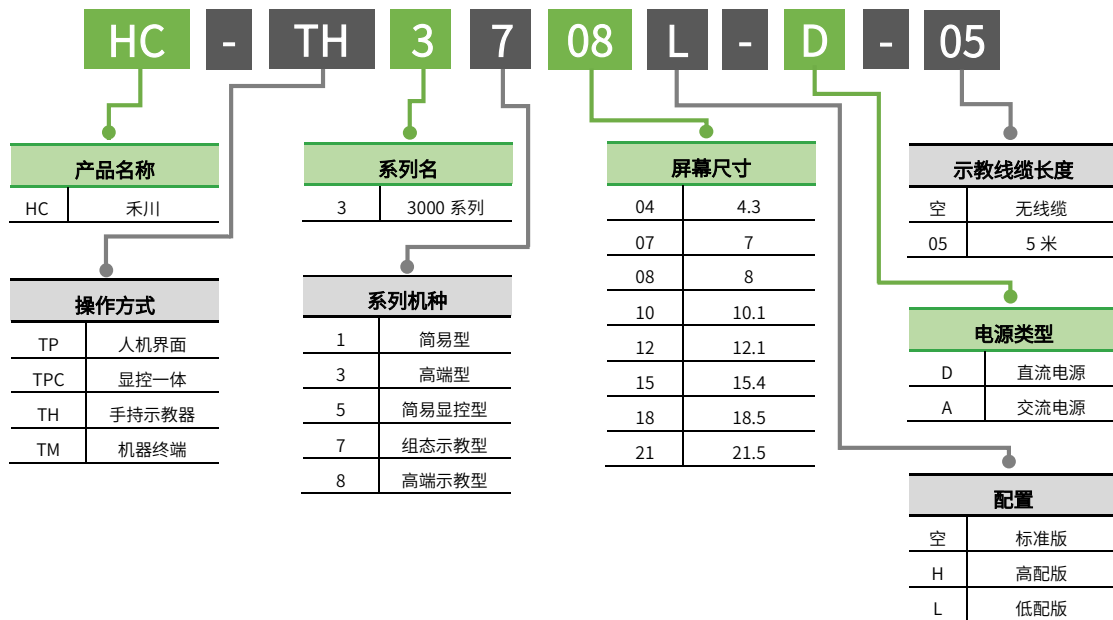 HC - TH 3 7 08 L - D - 05
产品名称
HC 禾川
操作方式
TP 人机界面
TPC 显控一体
TH 手持示教器
TM 机器终端
系列名
3 3000 系列
系列机种
1 简易型
3 高端型
5 简易显控型
7 组态示教型
8 高端示教型
屏幕尺寸
04 4.3
07 7
08 8
10 10.1
12 12.1
15 15.4
18 18.5
21 21.5
示教线缆长度
空 无线缆
05 5 米
电源类型
D 直流电源
A 交流电源
配置
空 标准版
H 高配版
L 低配版